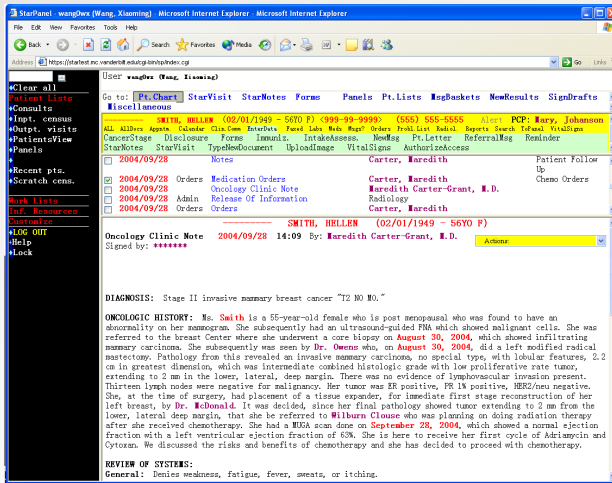 StarPanel - wang0wx (Wang, Xiaoming) - Microsoft Internet Explorer - Microsoft Internet Explorer
File Edit View Favorites Tools Help
Back Search Favorites Media
Address https://startest.mc.vanderbilt.edu/cgi-bin/sp/index.cgi Go Links
User wang0wx (Wang, Xiaoming)
Clear all
Patient Lists
Consults
Inpt. census
Outpt. visits
PatientsView
Panels
Recent pts.
Scratch cens.
Work Lists
Inf. Resources
Customize
LOG OUT
Help
Lock
Go to: Pt.Chart StarVisit StarNotes Forms Panels Pt.Lists MsgBaskets NewResults SignDrafts
Miscellaneous
SMITH, HELLEN (02/01/1949 - 56YO F) <999-99-9999> (555) 555-5555 Alert PCP: Mary, Johanson
ALL AllDocs Appnts. Calendar Clin.Comm EnterData Faxed Labs Meds Msgs? Orders Probl.List Radiol. Reports Search ToPanel VitalSigns
CancerStage Disclosure Forms Immuniz. IntakeAssess. NewMsg Pt.Letter ReferralMsg Reminder
StarNotes StarVisit TypeNewDocument UploadImage VitalSigns AuthorizeAccess
2004/09/28 Notes Carter, Maredith Patient Follow
Up
2004/09/28 Orders Medication Orders Carter, Maredith Chemo Orders
2004/09/28 Oncology Clinic Note Maredith Carter-Grant, M.D.
2004/09/28 Admin Release Of Information Radiology
2004/09/28 Orders Orders Carter, Maredith
---------- SMITH, HELLEN (02/01/1949 - 56YO F)
Oncology Clinic Note 2004/09/28 14:09 By: Maredith Carter-Grant, M.D.
Signed by: *******
Actions:
DIAGNOSIS: Stage II invasive mammary breast cancer "T2 NO MO."
ONCOLOGIC HISTORY: Ms. Smith is a 55-year-old female who is post menopausal who was found to have an
abnormality on her mammogram. She subsequently had an ultrasound-guided FNA which showed malignant cells. She was
referred to the breast Center where she underwent a core biopsy on August 30, 2004, which showed infiltrating
mammary carcinoma. She subsequently was seen by Dr. Owens who, on August 30, 2004, did a left modified radical
mastectomy. Pathology from this revealed an invasive mammary carcinoma, no special type, with lobular features, 2.2
cm in greatest dimension, which was intermediate combined histologic grade with low proliferative rate tumor,
extending to 2 mm in the lower, lateral, deep margin. There was no evidence of lymphovascular invasion present.
Thirteen lymph nodes were negative for malignancy. Her tumor was ER positive, PR 1% positive, HER2/neu negative.
She, at the time of surgery, had placement of a tissue expander, for immediate first stage reconstruction of her
left breast, by Dr. McDonald. It was decided, since her final pathology showed tumor extending to 2 mm from the
lower, lateral deep margin, that she be referred to Wilburn Clouse who was planning on doing radiation therapy
after she received chemotherapy. She had a MUGA scan done on September 28, 2004, which showed a normal ejection
fraction with a left ventricular ejection fraction of 63%. She is here to receive her first cycle of Adriamycin and
Cytoxan. We discussed the risks and benefits of chemotherapy and she has decided to proceed with chemotherapy.
REVIEW OF SYSTEMS:
General: Denies weakness, fatigue, fever, sweats, or itching.